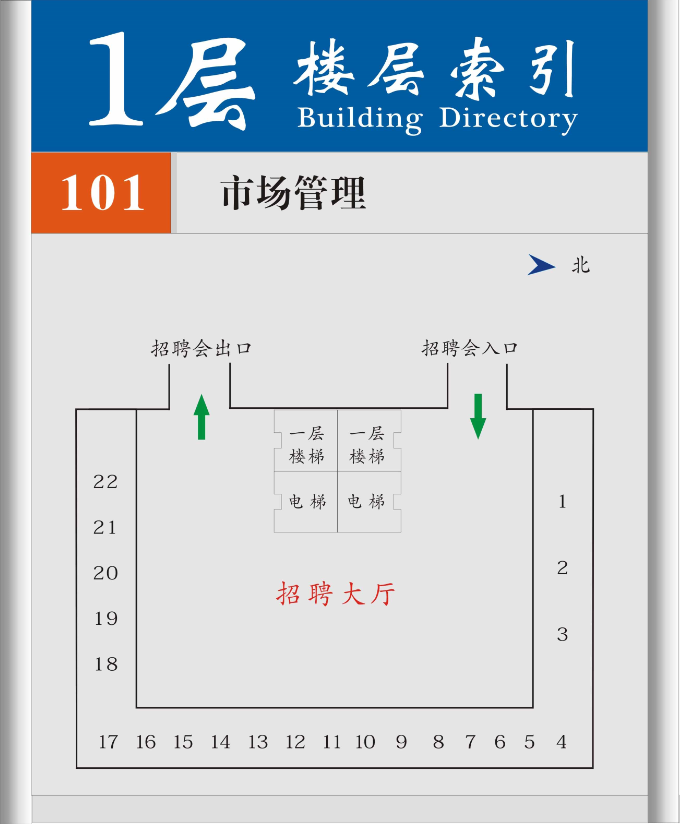 1层 楼层索引
Building Directory
101 市场管理
北
招聘会出口 招聘会入口
一层 一层
楼梯 楼梯
电梯 电梯
招聘大厅
22
21
20
19
18
1
2
3
17 16 15 14 13 12 11 10 9 8 7 6 5 4